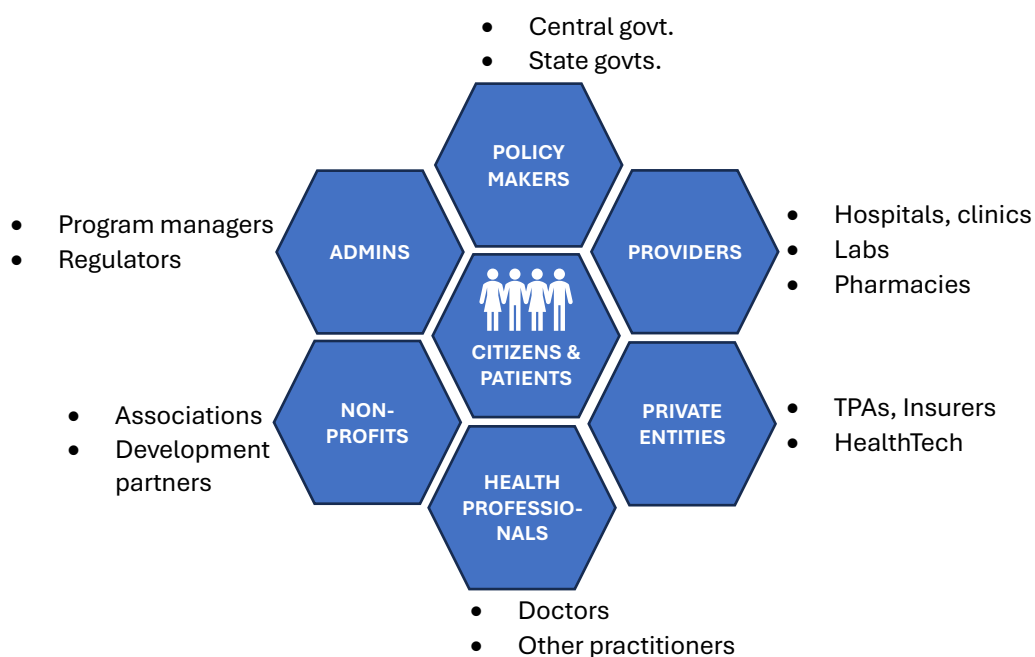 • Central govt.
• State govts.
POLICY
MAKERS
• Program managers
• Regulators
ADMINS
PROVIDERS
• Hospitals, clinics
• Labs
• Pharmacies
CITIZENS &
PATIENTS
• Associations
• Development
partners
NON-
PROFITS
PRIVATE
ENTITIES
• TPAs, Insurers
• HealthTech
HEALTH
PROFESSIO-
NALS
• Doctors
• Other practitioners